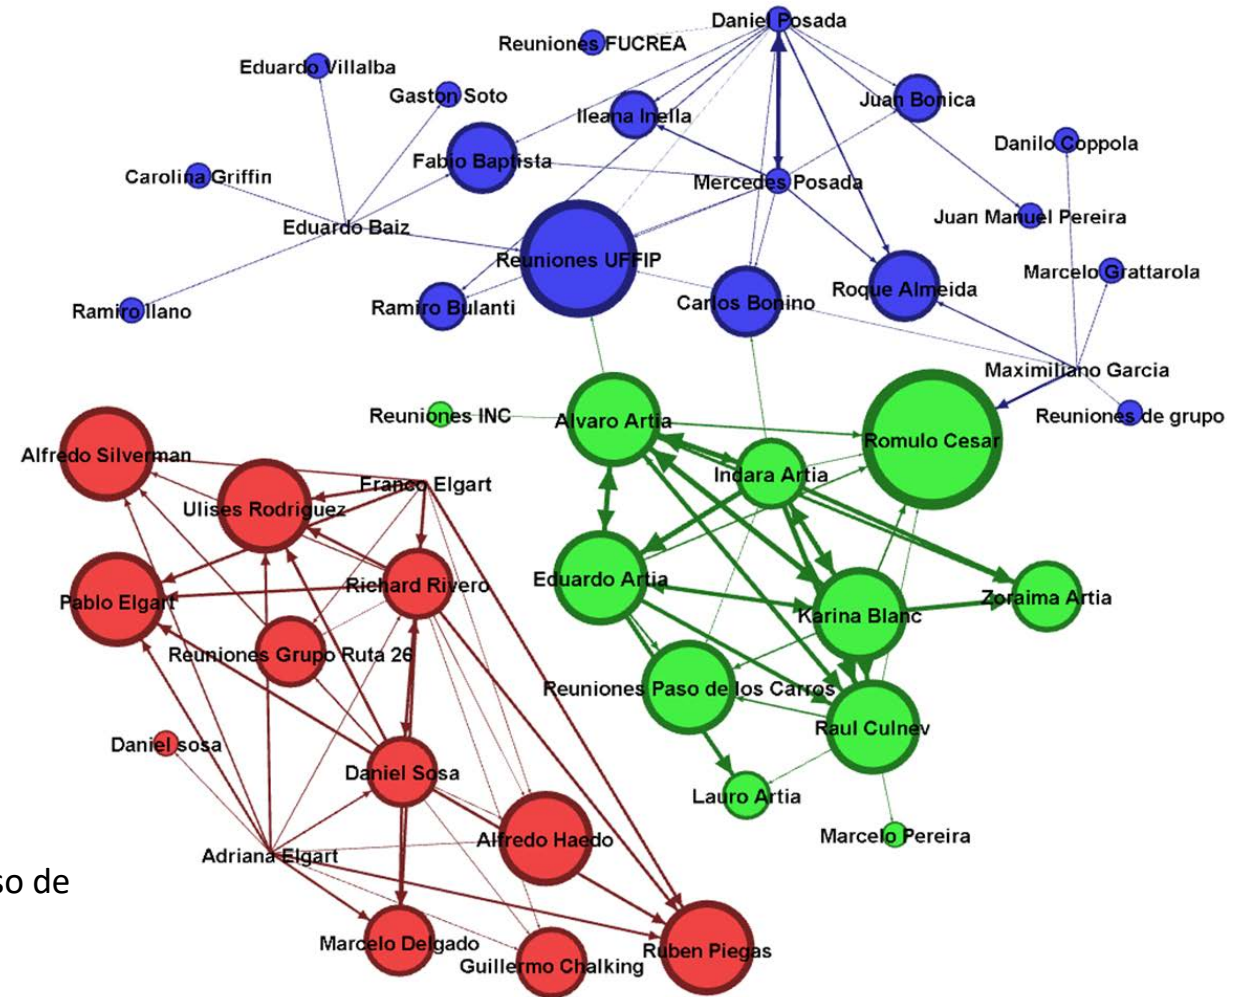 Daniel Posada
Reuniones FUCREA
Eduardo Villalba
Gaston Soto
Juan Bonica
Ileana Inella
Danilo Coppola
Fabio Baptista
Carolina Griffin
Mercedes Posada
Juan Manuel Pereira
Eduardo Baiz
Reuniones UFFIP
Marcelo Grattarola
Roque Almeida
Carlos Bonino
Ramiro Bulanti
Ramiro llano
Maximiliano Garcia
Reuniones INC
Reuniones de grupo
Alvaro Artia
Romulo Cesar
Alfredo Silverman
Indara Artia
Franco Elgart
Ulises Rodriguez
Eduardo Artia
Richard Rivero
Zoraima Artia
Pablo Elgart
Karina Blanc
Reuniones Grupo Ruta 26
Reuniones Paso de los Carros
Raul Culnev
Daniel sosa
Daniel Sosa
Lauro Artia
Marcelo Pereira
Alfredo Haedo
Adriana Elgart
so de
Marcelo Delgado
Ruben Piegas
Guillermo Chalking